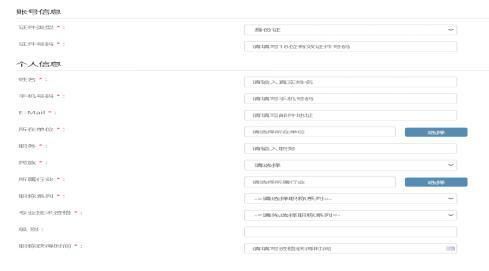 账号信息
证件类型 * : 身份证
证件号码 * : 请填写18位有效证件号码
个人信息
姓名 * : 请输入真实姓名
手机号码 * : 请填写手机号码
E-Mail * : 请填写邮件地址
所在单位 * : 请选择所在单位 选择
职务 * : 请输入职务
民族 * : 请选择
所属行业 * : 请选择所属行业 选择
职称系列 * : -=请选择职称系列=-
专业技术资格 * : -=请先选择职称系列=-
级 别 :
职称获得时间 * : 请填写资格获得时间